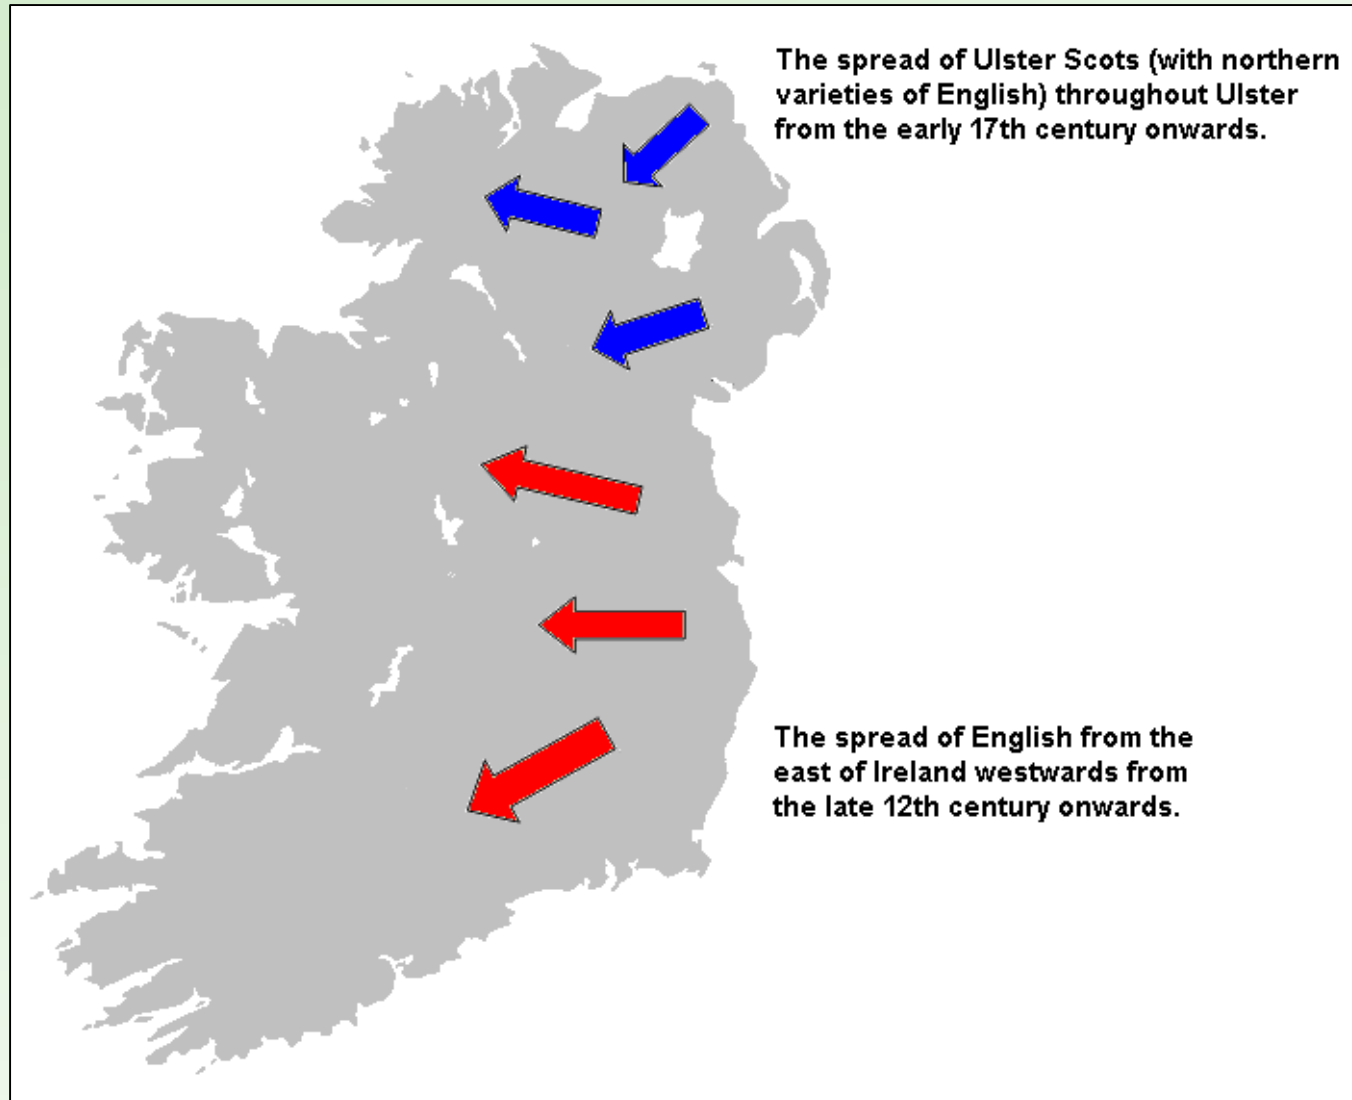 The spread of Ulster Scots (with northern
varieties of English) throughout Ulster
from the early 17th century onwards.
The spread of English from the
east of Ireland westwards from
the late 12th century onwards.